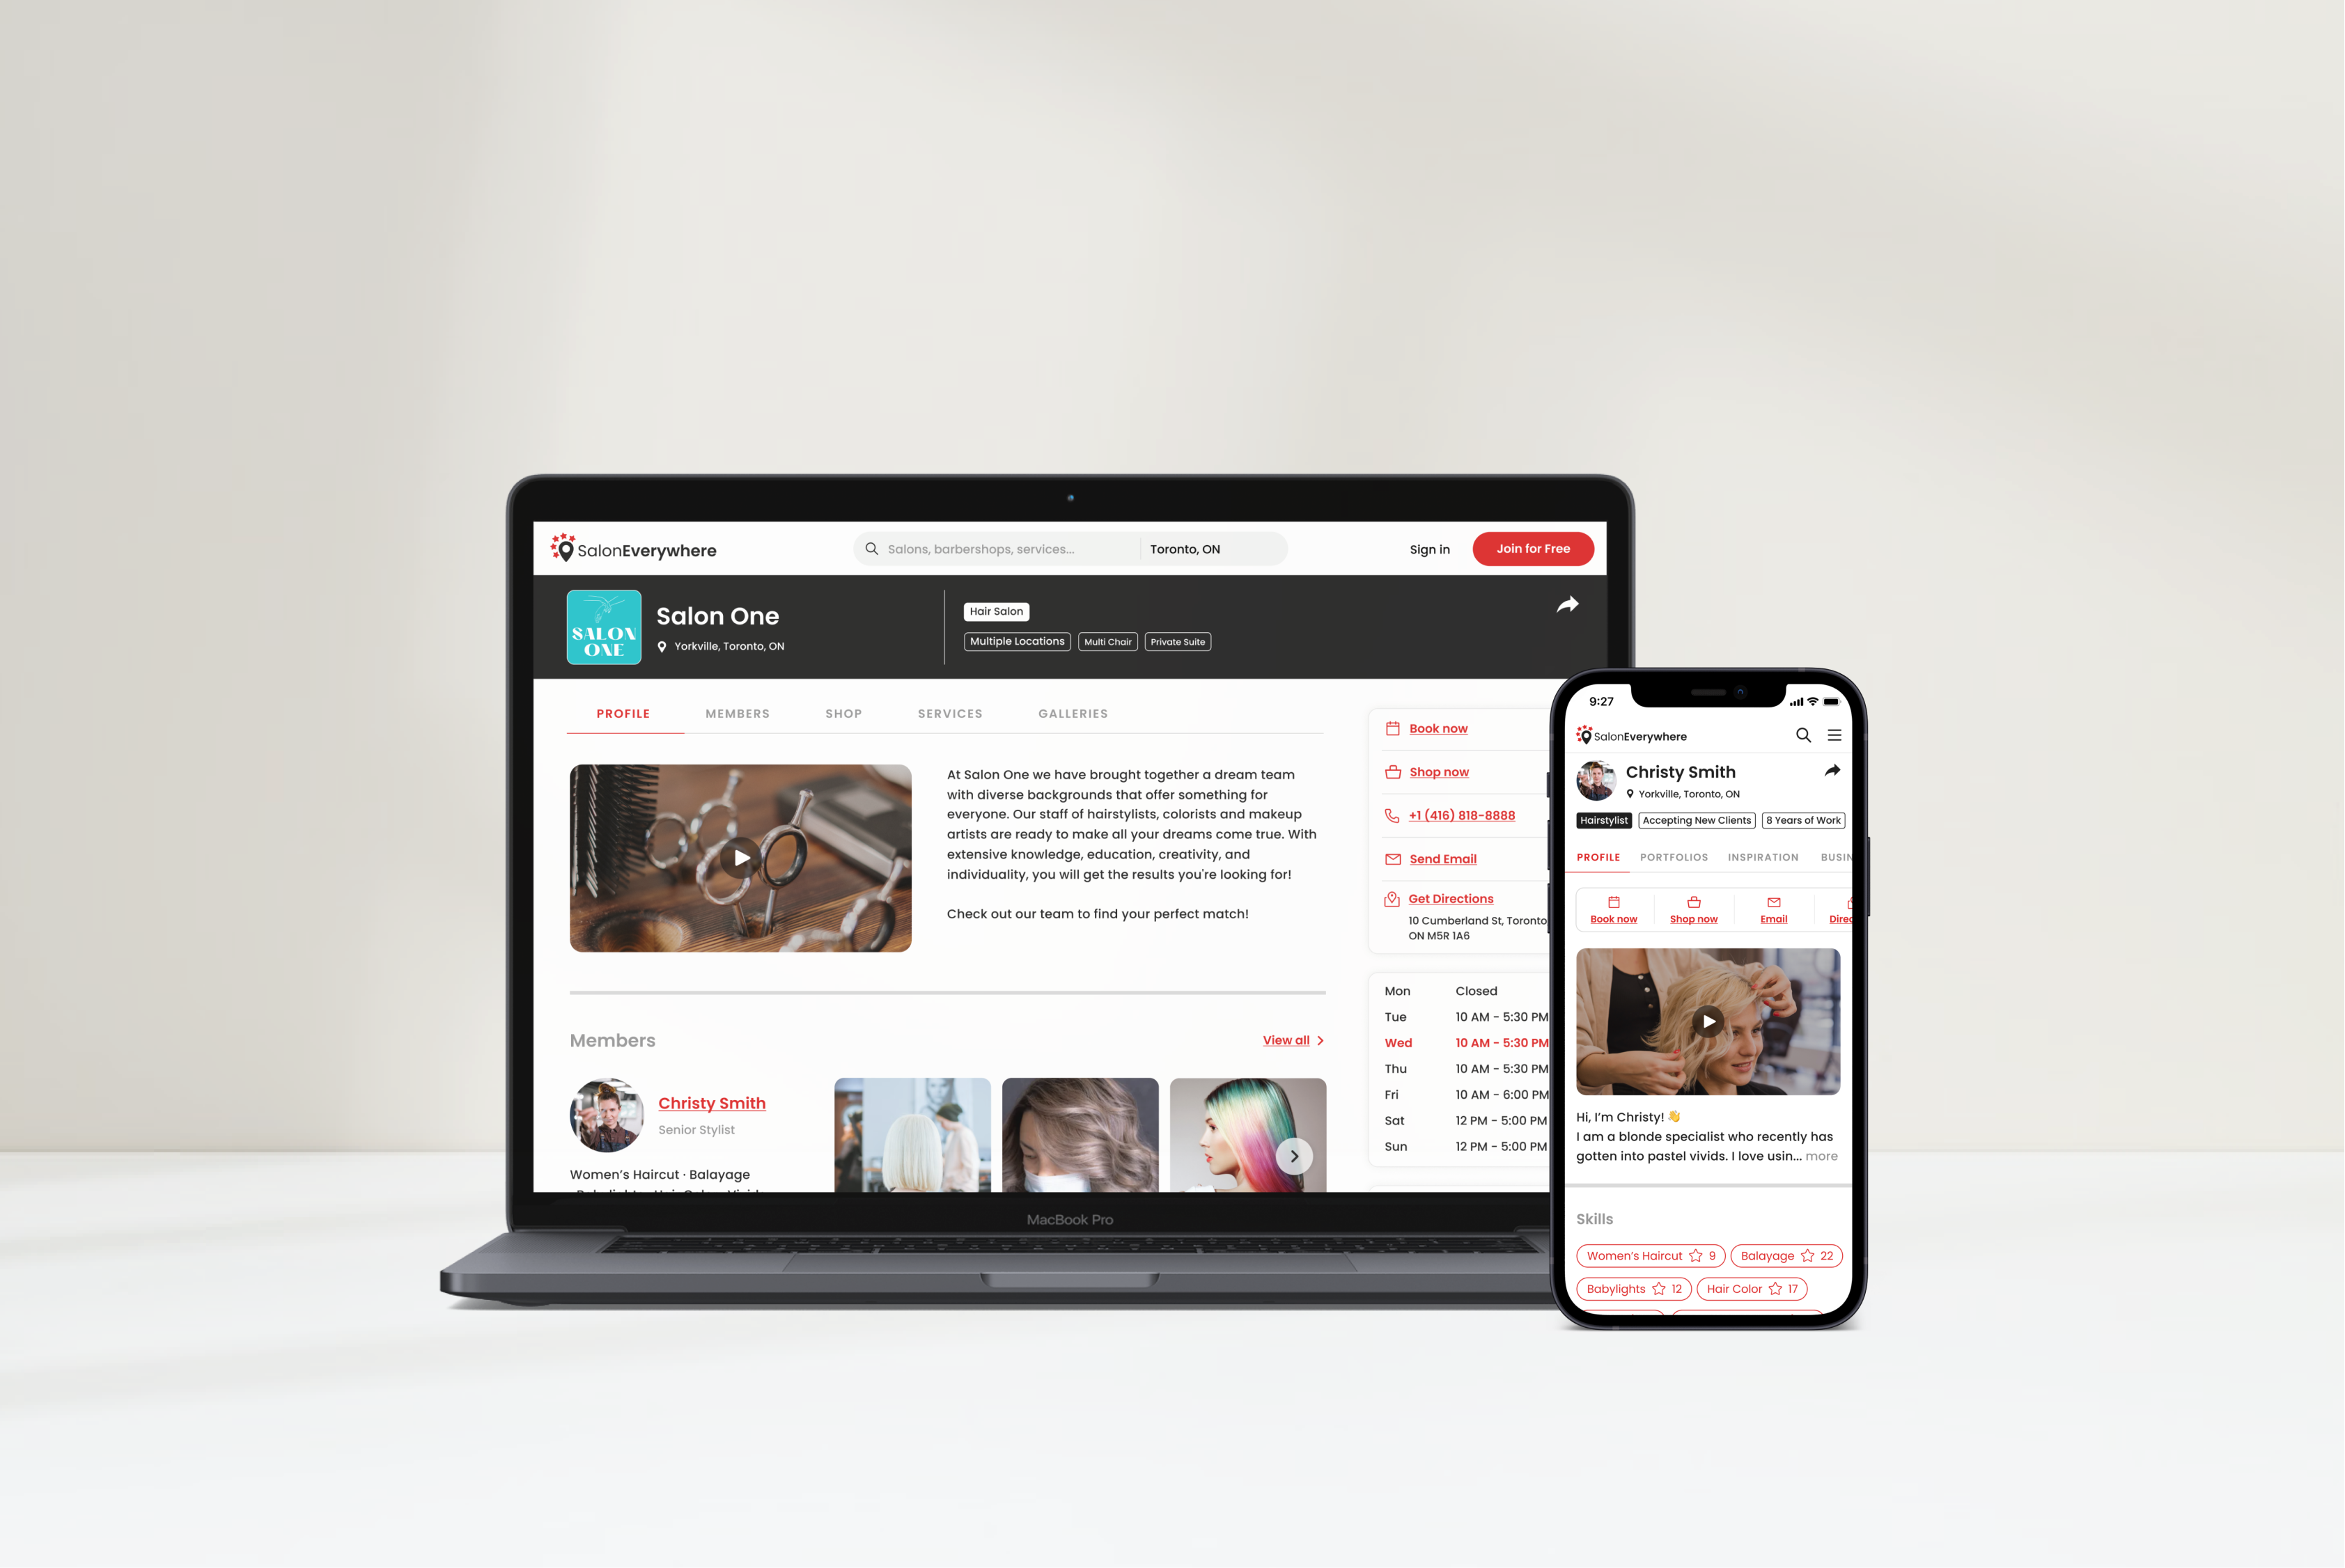 SalonEverywhere
Salons, barbershops, services...
Toronto, ON
Sign in
Join for Free
SALON
ONE
Salon One
Yorkville, Toronto, ON
Hair Salon
Multiple Locations
Multi Chair
Private Suite
PROFILE
MEMBERS
SHOP
SERVICES
GALLERIES
At Salon One we have brought together a dream team
with diverse backgrounds that offer something for
everyone. Our staff of hairstylists, colorists and makeup
artists are ready to make all your dreams come true. With
extensive knowledge, education, creativity, and
individuality, you will get the results you're looking for!
Check out our team to find your perfect match!
Members
View all
Christy Smith
Senior Stylist
Women's Haircut · Balayage
Book now
Shop now
+1 (416) 818-8888
Send Email
Get Directions
10 Cumberland St, Toronto
ON M5R 1A6
Mon Closed
Tue 10 AM - 5:30 PM
Wed 10 AM - 5:30 PM
Thu 10 AM - 5:30 PM
Fri 10 AM - 6:00 PM
Sat 12 PM - 5:00 PM
Sun 12 PM - 5:00 PM
MacBook Pro
9:27
SalonEverywhere
Christy Smith
Yorkville, Toronto, ON
Hairstylist
Accepting New Clients
8 Years of Work
PROFILE
PORTFOLIOS
INSPIRATION
BUSIN
Book now
Shop now
Email
Direc
Hi, I'm Christy! 👋
I am a blonde specialist who recently has
gotten into pastel vivids. I love usin... more
Skills
Women's Haircut 9
Balayage 22
Babylights 12
Hair Color 17